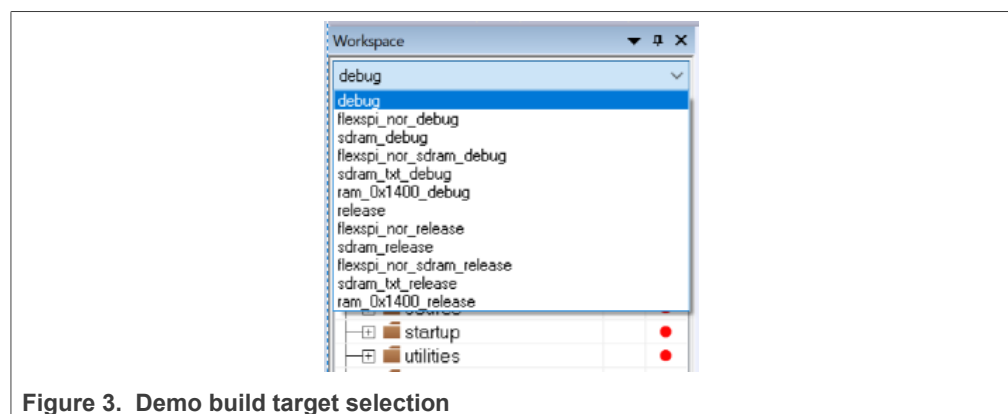 Workspace
debug
debug
flexspi_nor_debug
sdram_debug
flexspi_nor_sdram_debug
sdram_txt_debug
ram_0x1400_debug
release
flexspi_nor_release
sdram_release
flexspi_nor_sdram_release
sdram_txt_release
ram_0x1400_release
startup
utilities
Figure 3. Demo build target selection